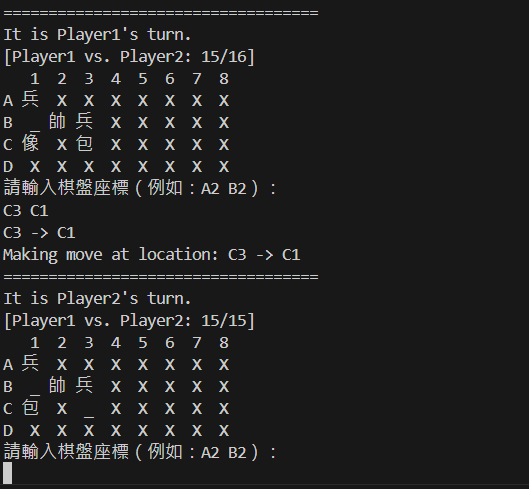 ===================================
It is Player1's turn.
[Player1 vs. Player2: 15/16]
1 2 3 4 5 6 7 8
A 兵 X X X X X X X
B _ 帥 兵 X X X X X
C 像 X 包 X X X X X
D X X X X X X X X
請輸入棋盤座標(例如:A2 B2):
C3 C1
C3 -> C1
Making move at location: C3 -> C1
===================================
It is Player2's turn.
[Player1 vs. Player2: 15/15]
1 2 3 4 5 6 7 8
A 兵 X X X X X X X
B _ 帥 兵 X X X X X
C 包 X _ X X X X X
D X X X X X X X X
請輸入棋盤座標(例如:A2 B2):